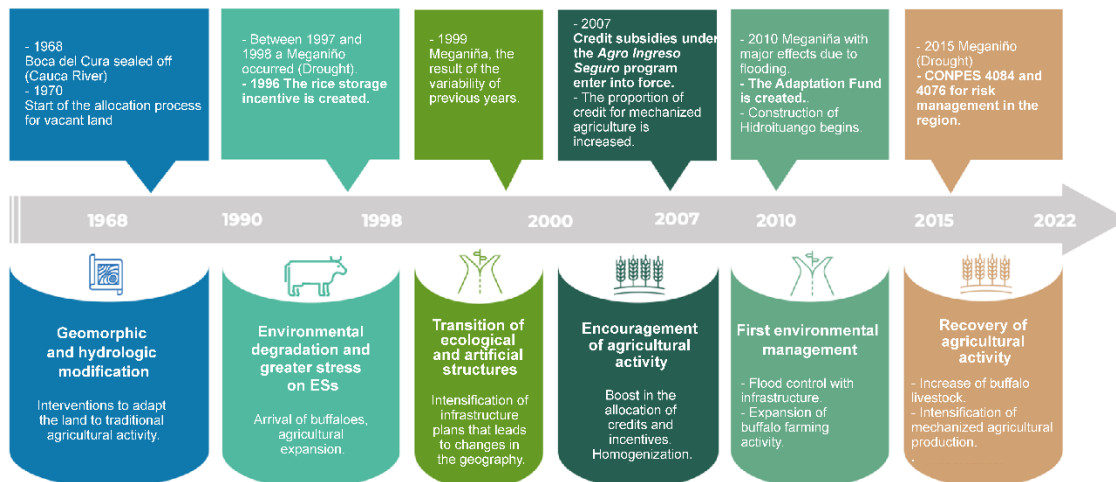 - 1968
Boca del Cura sealed off
(Cauca River)
- 1970
Start of the allocation process
for vacant land
- Between 1997 and
1998 a Meganiño
occurred (Drought).
- 1996 The rice storage
incentive is created.
- 1999
Meganiña, the
result of the
variability of
previous years.
- 2007
Credit subsidies under
the Agro Ingreso
Seguro program
enter into force.
- The proportion of
credit for mechanized
agriculture is
increased.
- 2010 Meganiña with
major effects due to
flooding.
- The Adaptation Fund
is created..
- Construction of
Hidroituango begins.
- 2015 Meganiño
(Drought)
- CONPES 4084 and
4076 for risk
management in the
region.
1968 1990 1998 2000 2007 2010 2015 2022
Geomorphic
and hydrologic
modification
Interventions to adapt
the land to traditional
agricultural activity.
Environmental
degradation and
greater stress
on ESs
Arrival of buffaloes,
agricultural
expansion.
Transition of
ecological
and artificial
structures
Intensification of
infrastructure
plans that leads
to changes in
the geography.
Encouragement
of agricultural
activity
Boost in the
allocation of
credits and
incentives.
Homogenization.
First environmental
management
- Flood control with
infrastructure.
- Expansion of
buffalo farming
activity.
Recovery of
agricultural
activity
- Increase of buffalo
livestock.
- Intensification of
mechanized agricultural
production.
.